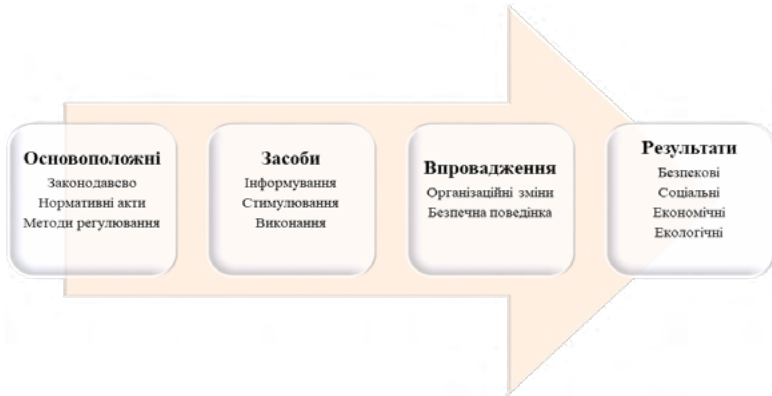 Основоположні
Законодавсво
Нормативні акти
Методи регулювання
Засоби
Інформування
Стимулювання
Виконання
Впровадження
Організаційні зміни
Безпечна поведінка
Результати
Безпекові
Соціальні
Економічні
Екологічні